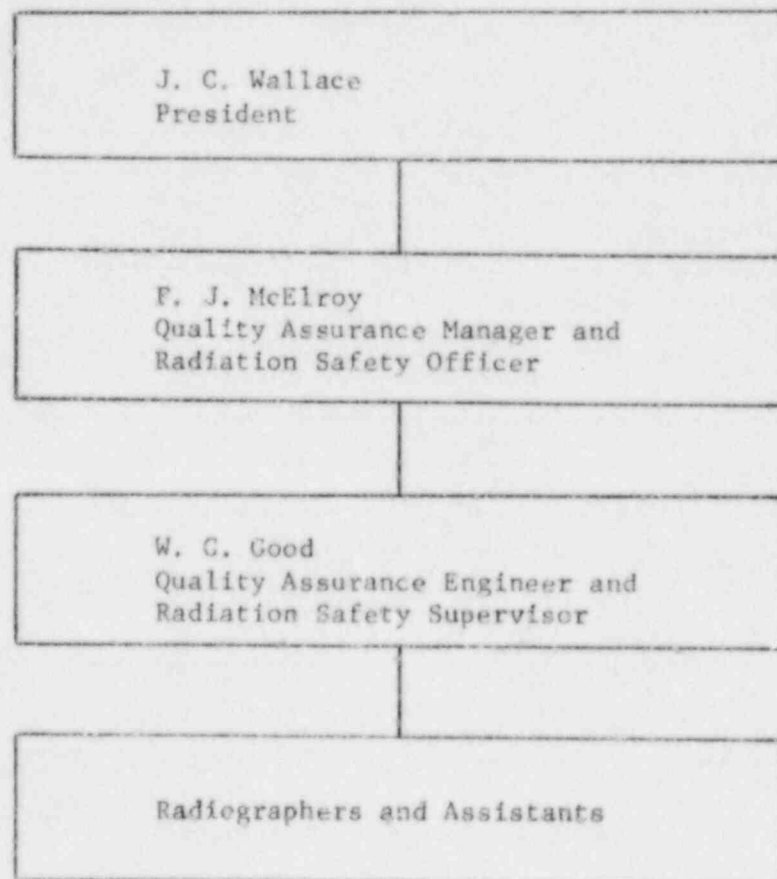 J. C. Wallace
President
F. J. McElroy
Quality Assurance Manager and
Radiation Safety Officer
W. C. Good
Quality Assurance Engineer and
Radiation Safety Supervisor
Radiographers and Assistants